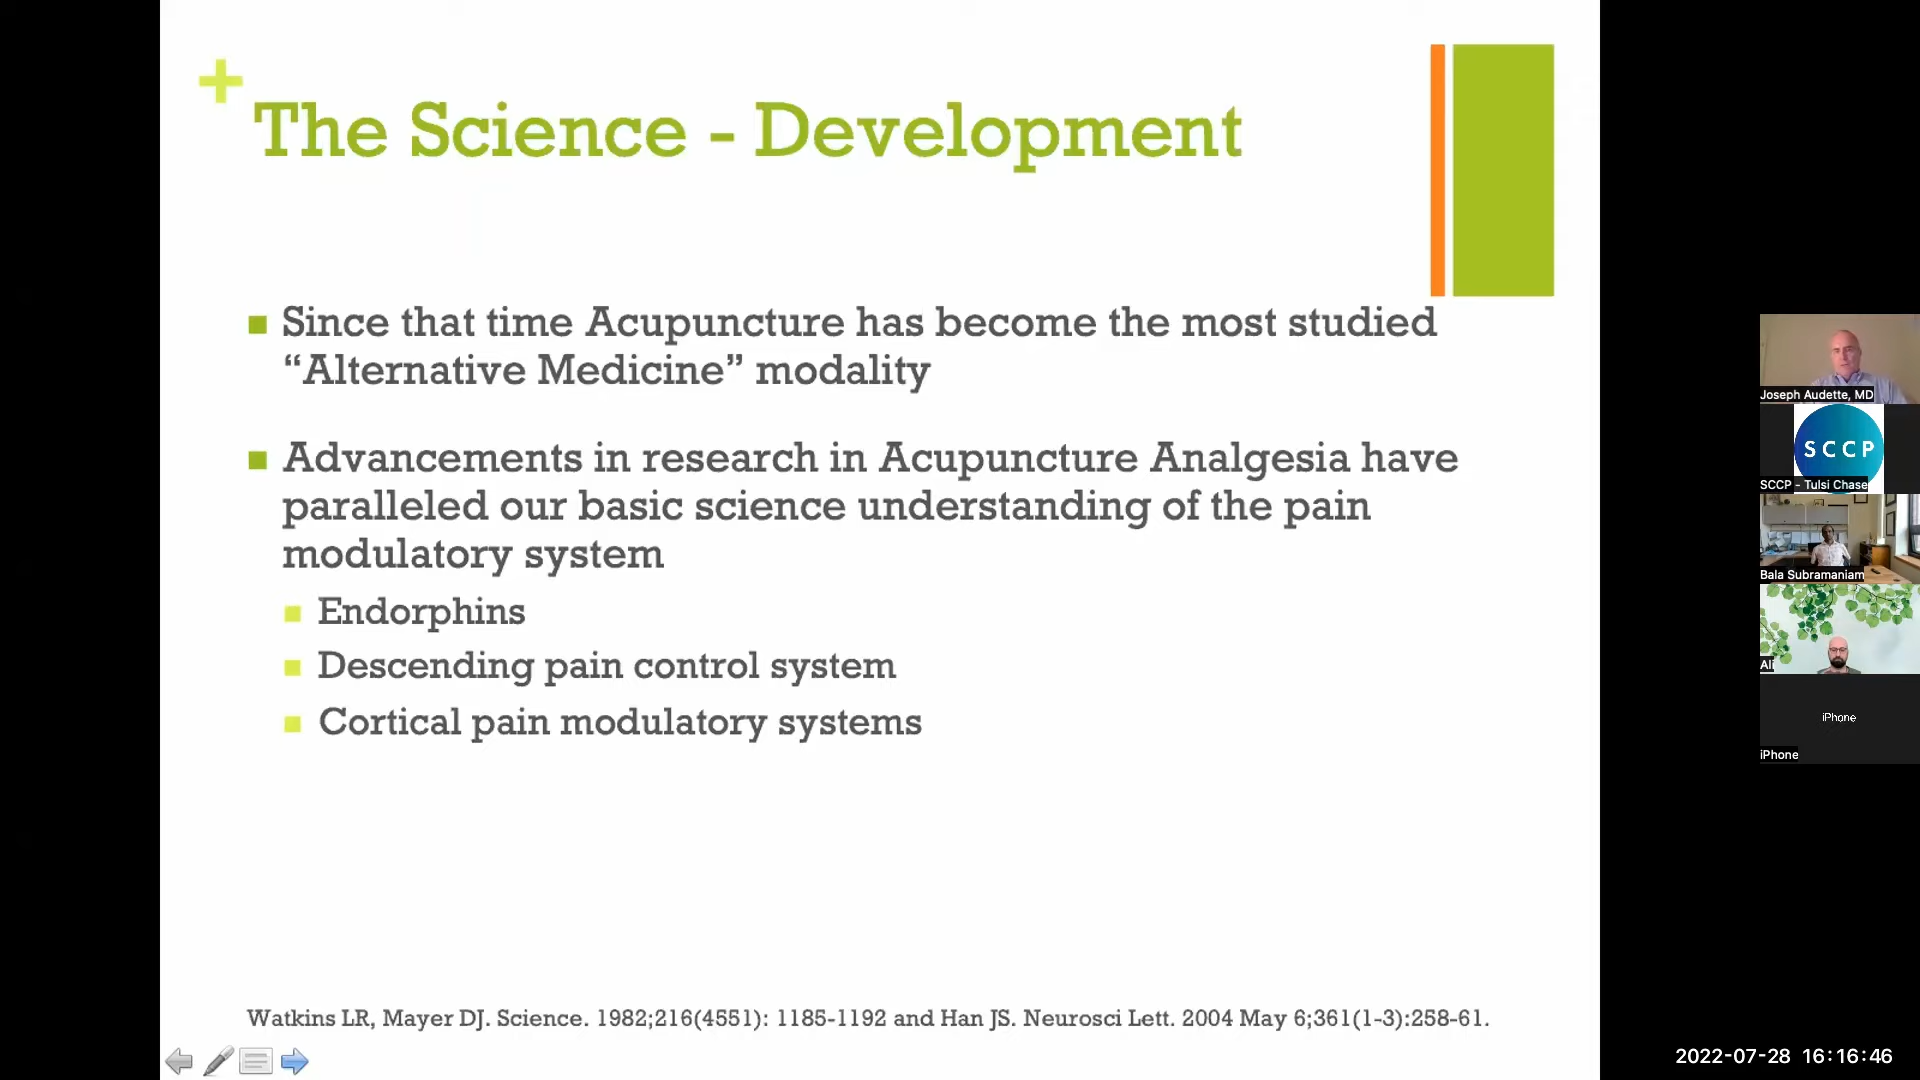 +
The Science - Development
Since that time Acupuncture has become the most studied
“Alternative Medicine” modality
Advancements in research in Acupuncture Analgesia have
paralleled our basic science understanding of the pain
modulatory system
Endorphins
Descending pain control system
Cortical pain modulatory systems
Watkins LR, Mayer DJ. Science. 1982;216(4551): 1185-1192 and Han JS. Neurosci Lett. 2004 May 6;361(1-3):258-61.
Joseph Audette, MD
SCCP
SCCP - Tulsi Chase
Bala Subramaniam
Ali
iPhone
iPhone
2022-07-28 16:16:46